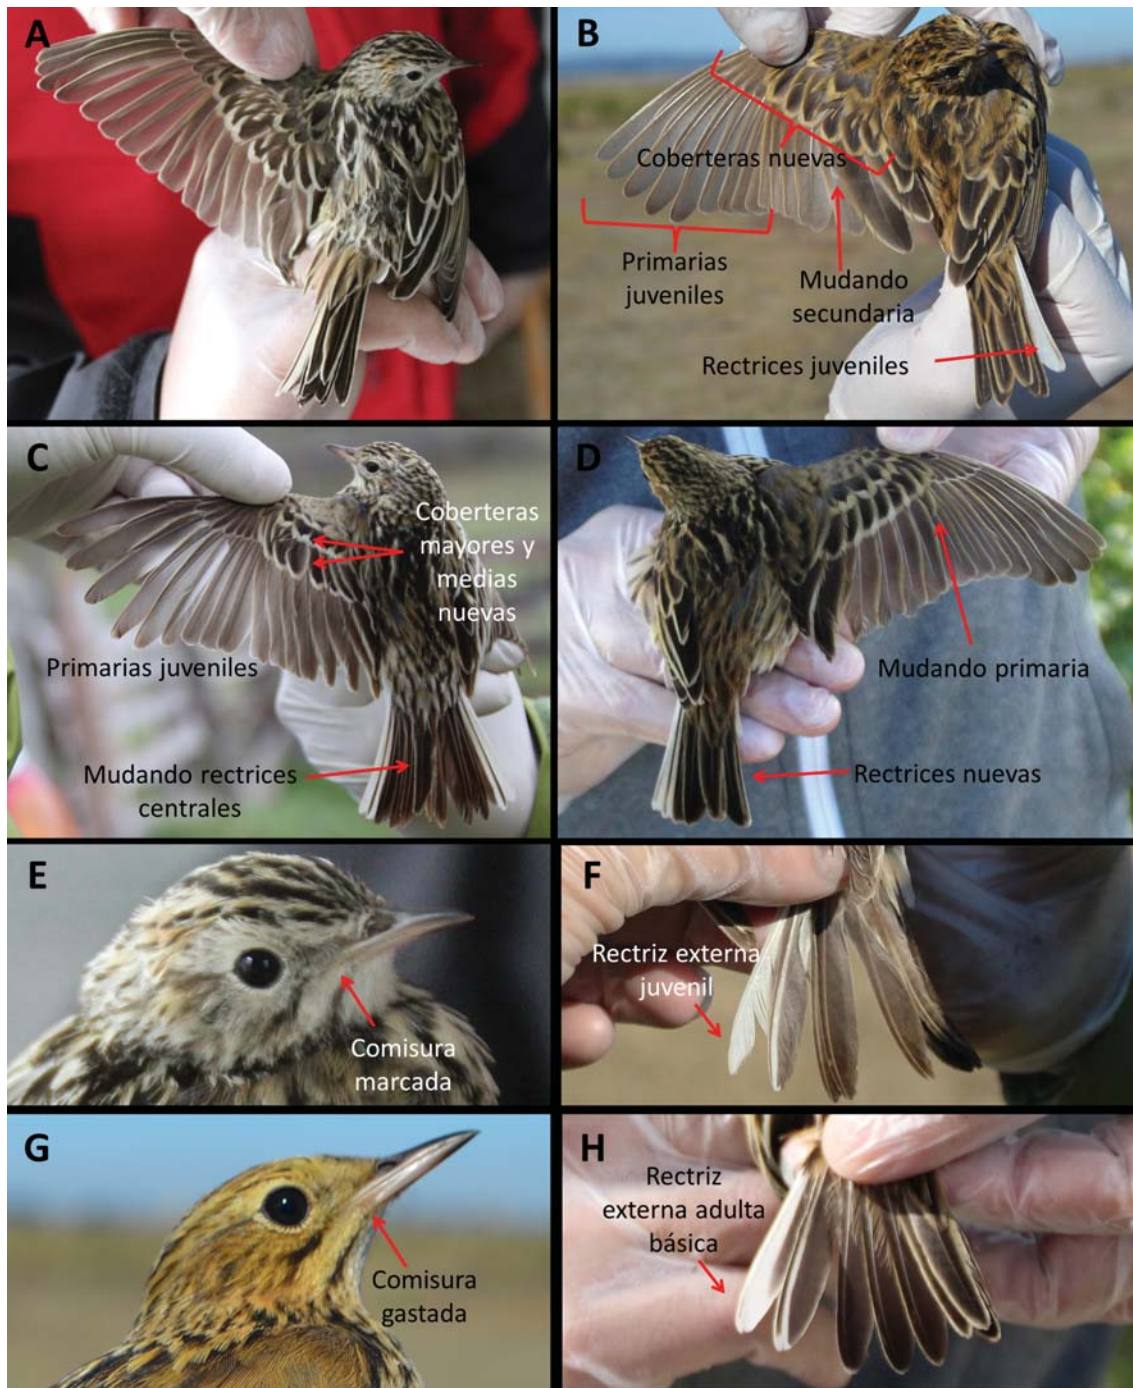 A
B
Coberteras nuevas
Primarias
juveniles
Mudando
secundaria
Rectrices juveniles
C
Coberteras
mayores y
medias
nuevas
Primarias juveniles
Mudando rectrices
centrales
D
Mudando primaria
Rectrices nuevas
E
Comisura
marcada
F
Rectriz externa
juvenil
G
Comisura
gastada
H
Rectriz
externa adulta
básica